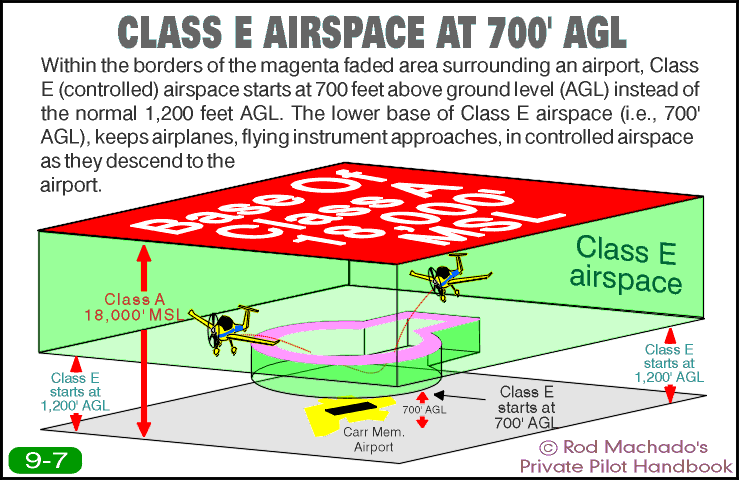 CLASS E AIRSPACE AT 700' AGL
Within the borders of the magenta faded area surrounding an airport, Class
E (controlled) airspace starts at 700 feet above ground level (AGL) instead of
the normal 1,200 feet AGL. The lower base of Class E airspace (i.e., 700'
AGL), keeps airplanes, flying instrument approaches, in controlled airspace
as they descend to the
airport.
Base Of
Class A
18,000'
MSL
Class E
airspace
Class A
18,000' MSL
Class E
starts at
1,200' AGL
Class E
starts at
1,200' AGL
Class E
starts at
700' AGL
700' AGL
Carr Mem.
Airport
9-7
© Rod Machado's
Private Pilot Handbook